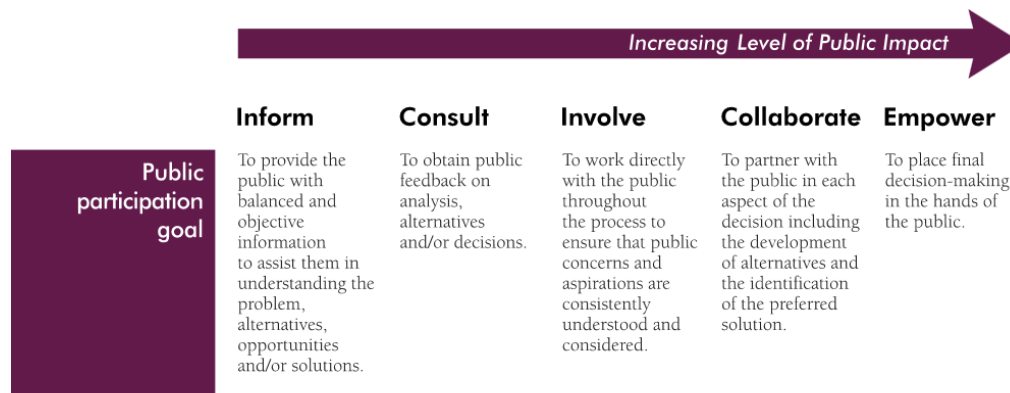 Increasing Level of Public Impact
Inform
Consult
Involve
Collaborate
Empower
Public
participation
goal
To provide the
public with
balanced and
objective
information
to assist them in
understanding the
problem,
alternatives,
opportunities
and/or solutions.
To obtain public
feedback on
analysis,
alternatives
and/or decisions.
To work directly
with the public
throughout
the process to
ensure that public
concerns and
aspirations are
consistently
understood and
considered.
To partner with
the public in each
aspect of the
decision including
the development
of alternatives and
the identification
of the preferred
solution.
To place final
decision-making
in the hands of
the public.